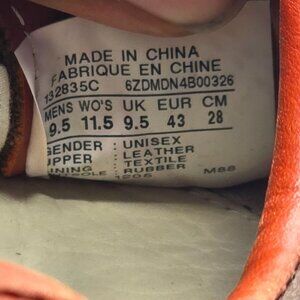 MADE IN CHINA
FABRIQUE EN CHINE
132835C 6ZDMDN4B00326
MENS WO'S UK EUR CM
9.5 11.5 9.5 43 28
GENDER : UNISEX
UPPER : LEATHER
LINING : TEXTILE
RUBBER M88